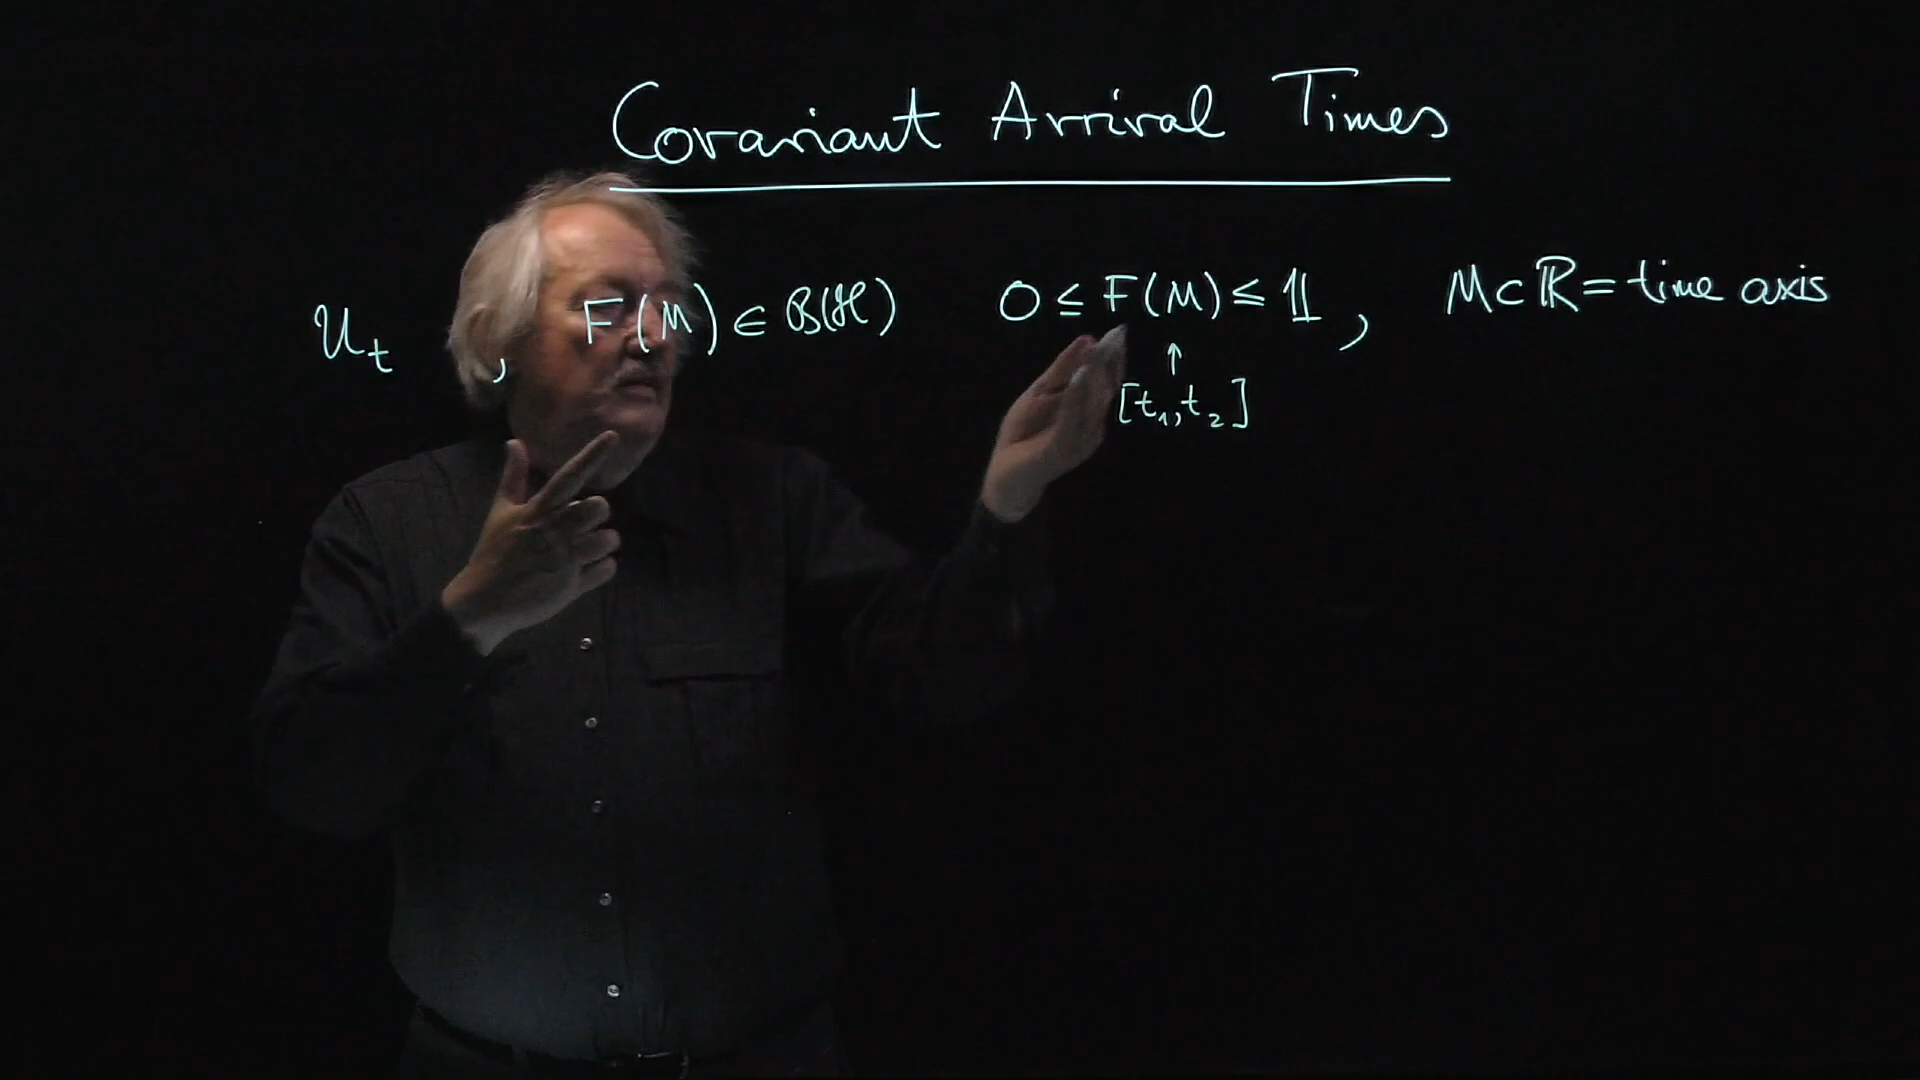 Covariant Arrival Times
U_t , F(M) ∈ B(ℋ) 0 ≤ F(M) ≤ 𝟙 , M ⊂ ℝ = time axis
↑
[t₁, t₂]